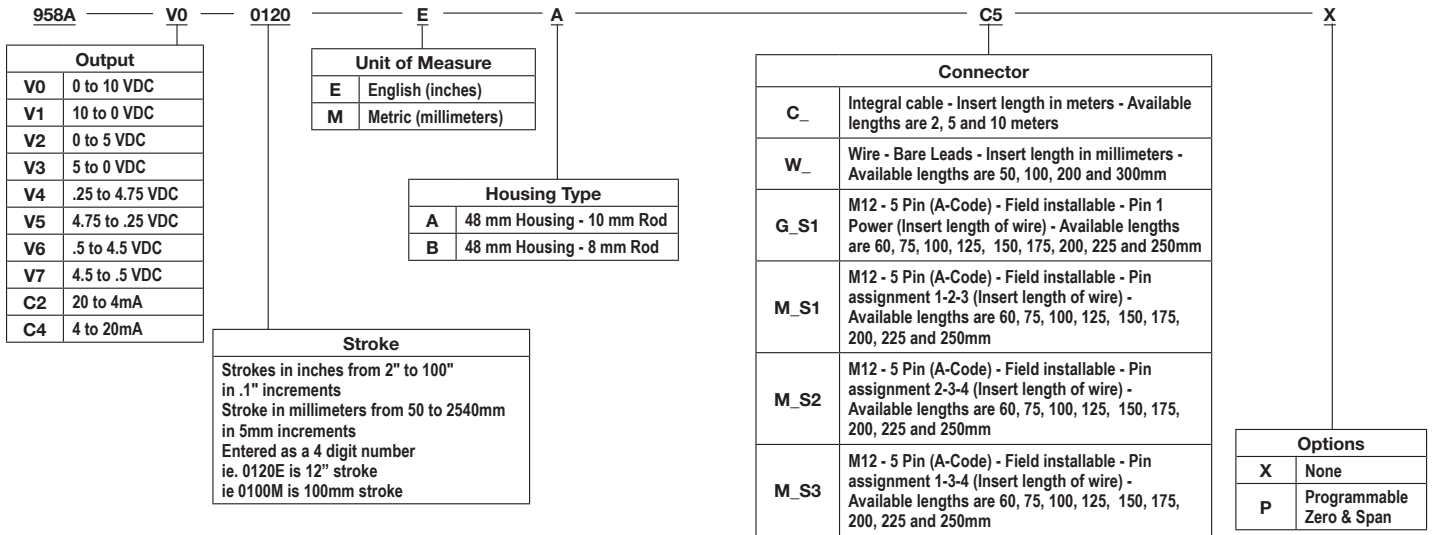 958A V0 0120 E A C5 X
Output
V0 0 to 10 VDC
V1 10 to 0 VDC
V2 0 to 5 VDC
V3 5 to 0 VDC
V4 .25 to 4.75 VDC
V5 4.75 to .25 VDC
V6 .5 to 4.5 VDC
V7 4.5 to .5 VDC
C2 20 to 4mA
C4 4 to 20mA
Stroke
Strokes in inches from 2" to 100"
in .1" increments
Stroke in millimeters from 50 to 2540mm
in 5mm increments
Entered as a 4 digit number
ie. 0120E is 12” stroke
ie 0100M is 100mm stroke
Unit of Measure
E English (inches)
M Metric (millimeters)
Housing Type
A 48 mm Housing - 10 mm Rod
B 48 mm Housing - 8 mm Rod
Connector
C_ Integral cable - Insert length in meters - Available
lengths are 2, 5 and 10 meters
W_ Wire - Bare Leads - Insert length in millimeters -
Available lengths are 50, 100, 200 and 300mm
G_S1 M12 - 5 Pin (A-Code) - Field installable - Pin 1
Power (Insert length of wire) - Available lengths
are 60, 75, 100, 125, 150, 175, 200, 225 and 250mm
M_S1 M12 - 5 Pin (A-Code) - Field installable - Pin
assignment 1-2-3 (Insert length of wire) -
Available lengths are 60, 75, 100, 125, 150, 175,
200, 225 and 250mm
M_S2 M12 - 5 Pin (A-Code) - Field installable - Pin
assignment 2-3-4 (Insert length of wire) -
Available lengths are 60, 75, 100, 125, 150, 175,
200, 225 and 250mm
M_S3 M12 - 5 Pin (A-Code) - Field installable - Pin
assignment 1-3-4 (Insert length of wire) -
Available lengths are 60, 75, 100, 125, 150, 175,
200, 225 and 250mm
Options
X None
P Programmable
Zero & Span